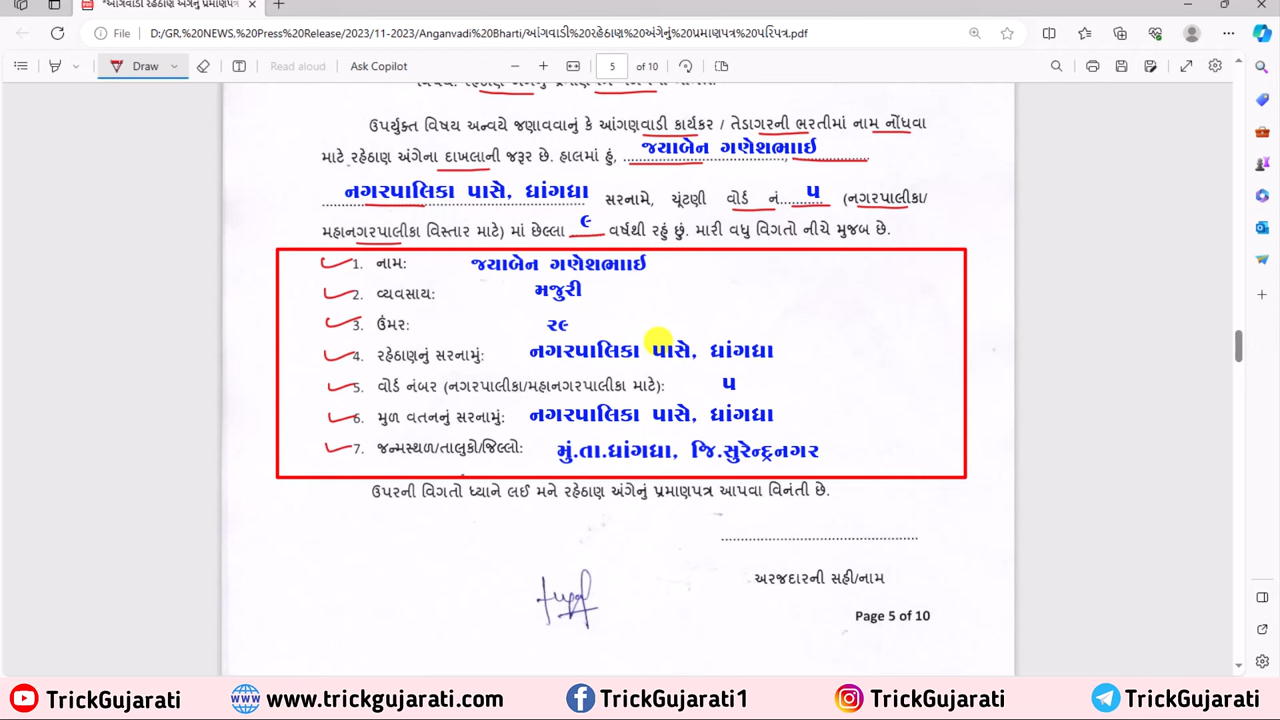 *આંગવાડી રહેઠાણ અંગેનું પ્રમાણપત્ર
File D:/GR,%20NEWS,%20Press%20Release/2023/11-2023/Anganvadi%20Bharti/આંગવાડી%20રહેઠાણ%20અંગેનું%20પ્રમાણપત્ર%20પરિપત્ર.pdf
Draw Read aloud Ask Copilot 5 of 10
ઉપર્યુક્ત વિષય અન્વયે જણાવવાનું કે આંગણવાડી કાર્યકર / તેડાગરની ભરતીમાં નામ નોંધવા
માટે રહેઠાણ અંગેના દાખલાની જરૂર છે. હાલમાં હું, જયાબેન ગણેશભાાઈ,
નગરપાલિકા પાસે, ધાંગધા સરનામે, ચૂંટણી વોર્ડ નં. ૫ (નગરપાલીકા/
મહાનગરપાલીકા વિસ્તાર માટે) માં છેલ્લા ૯ વર્ષથી રહું છું. મારી વધુ વિગતો નીચે મુજબ છે.
1. નામ: જયાબેન ગણેશભાાઈ
2. વ્યવસાય: મજુરી
3. ઉંમર: ૨૯
4. રહેઠાણનું સરનામું: નગરપાલિકા પાસે, ધાંગધા
5. વોર્ડ નંબર (નગરપાલીકા/મહાનગરપાલીકા માટે): ૫
6. મુળ વતનનું સરનામું: નગરપાલિકા પાસે, ધાંગધા
7. જન્મસ્થળ/તાલુકો/જિલ્લો: મું.તા.ધાંગધા, જિ.સુરેન્દ્રનગર
ઉપરની વિગતો ધ્યાને લઈ મને રહેઠાણ અંગેનું પ્રમાણપત્ર આપવા વિનંતી છે.
અરજદારની સહી/નામ
Page 5 of 10
TrickGujarati www.trickgujarati.com TrickGujarati1 TrickGujarati TrickGujarati